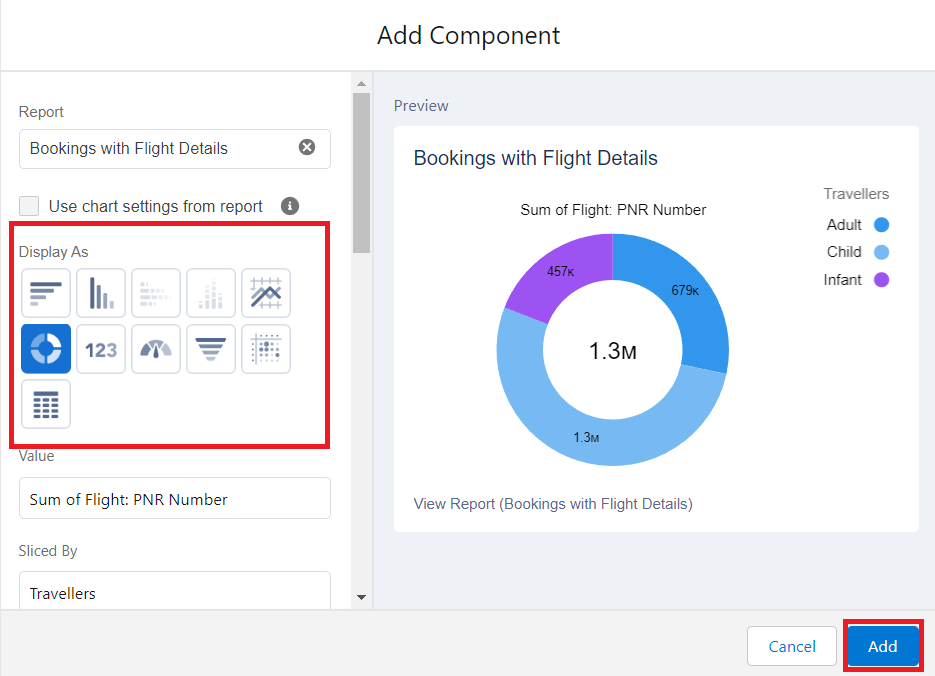 Add Component
Report
Bookings with Flight Details
Use chart settings from report
Display As
123
Value
Sum of Flight: PNR Number
Sliced By
Travellers
Preview
Bookings with Flight Details
Sum of Flight: PNR Number
Travellers
Adult
Child
Infant
457K
679K
1.3M
1.3M
View Report (Bookings with Flight Details)
Cancel
Add